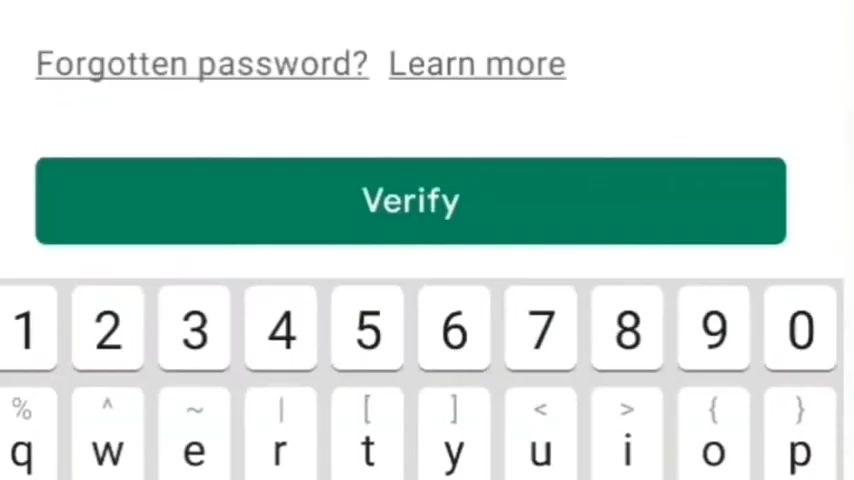 Forgotten password? Learn more
Verify
1 2 3 4 5 6 7 8 9 0
% ^ ~ | [ ] < > { }
q w e r t y u i o p